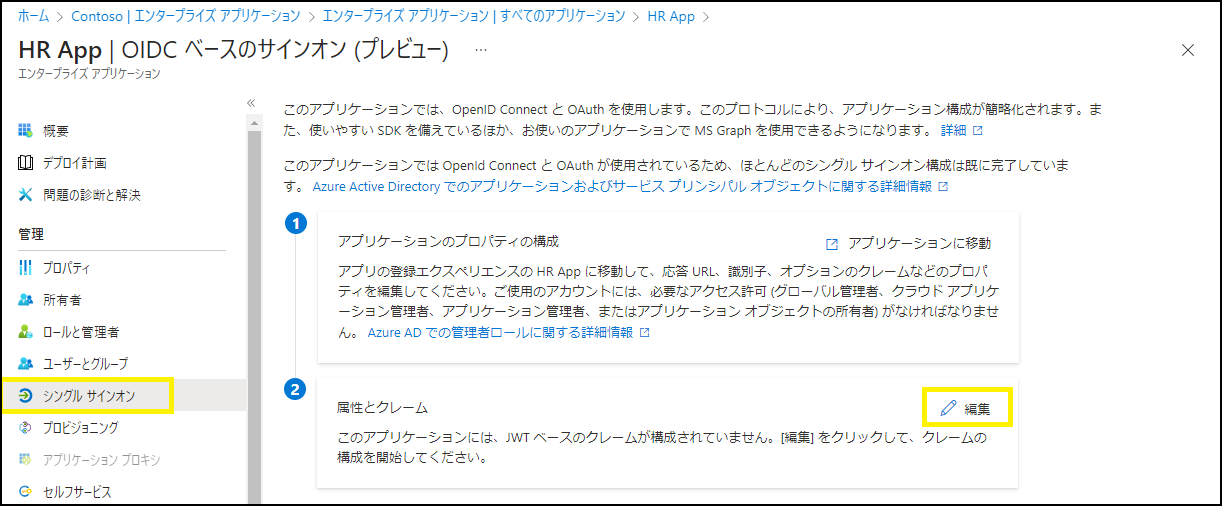 ホーム > Contoso | エンタープライズ アプリケーション > エンタープライズ アプリケーション | すべてのアプリケーション > HR App >
HR App | OIDC ベースのサインオン (プレビュー) ...
エンタープライズ アプリケーション
概要
デプロイ計画
問題の診断と解決
管理
プロパティ
所有者
ロールと管理者
ユーザーとグループ
シングル サインオン
プロビジョニング
アプリケーション プロキシ
セルフサービス
このアプリケーションでは、OpenID Connect と OAuth を使用します。このプロトコルにより、アプリケーション構成が簡略化されます。ま
た、使いやすい SDK を備えているほか、お使いのアプリケーションで MS Graph を使用できるようになります。 詳細
このアプリケーションでは OpenId Connect と OAuth が使用されているため、ほとんどのシングル サインオン構成は既に完了していま
す。 Azure Active Directory でのアプリケーションおよびサービス プリンシパル オブジェクトに関する詳細情報
1
アプリケーションのプロパティの構成
アプリケーションに移動
アプリの登録エクスペリエンスの HR App に移動して、応答 URL、識別子、オプションのクレームなどのプロパ
ティを編集してください。ご使用のアカウントには、必要なアクセス許可 (グローバル管理者、クラウド アプリケ
ーション管理者、アプリケーション管理者、またはアプリケーション オブジェクトの所有者) がなければなりませ
ん。 Azure AD での管理者ロールに関する詳細情報
2
属性とクレーム
編集
このアプリケーションには、JWT ベースのクレームが構成されていません。[編集] をクリックして、クレームの
構成を開始してください。